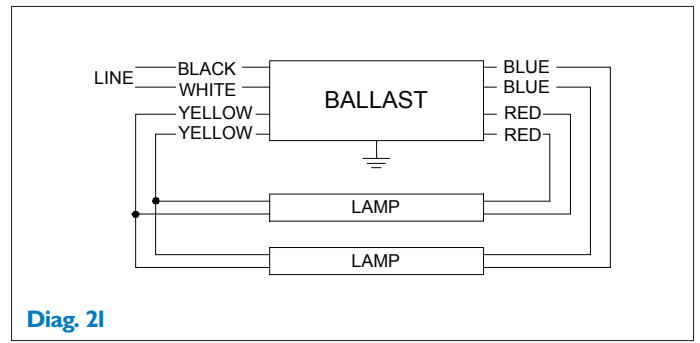 LINE
BLACK
WHITE
YELLOW
YELLOW
BALLAST
BLUE
BLUE
RED
RED
LAMP
LAMP
Diag. 2I